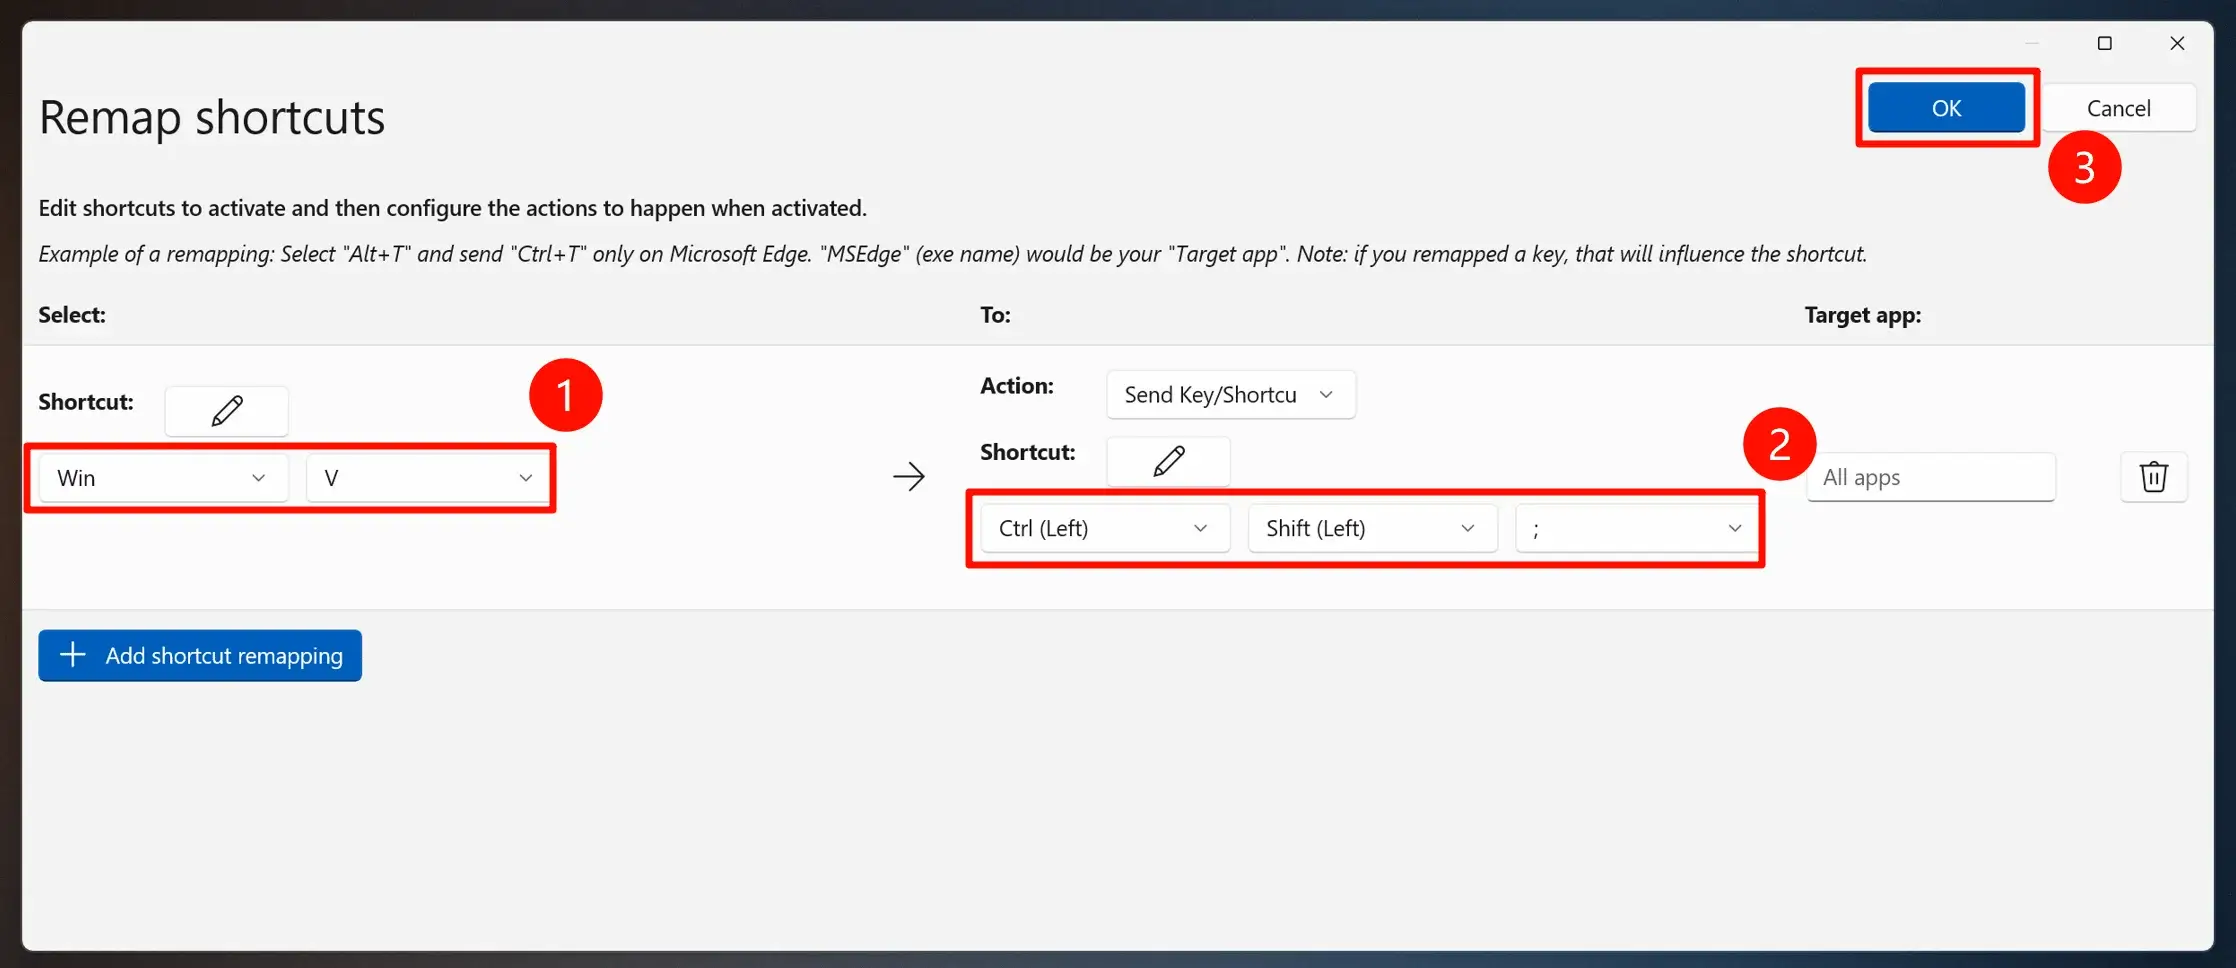 Remap shortcuts
OK
Cancel
3
Edit shortcuts to activate and then configure the actions to happen when activated.
Example of a remapping: Select "Alt+T" and send "Ctrl+T" only on Microsoft Edge. "MSEdge" (exe name) would be your "Target app". Note: if you remapped a key, that will influence the shortcut.
Select:
To:
Target app:
Shortcut:
1
Win
V
Action:
Send Key/Shortcu
Shortcut:
2
Ctrl (Left)
Shift (Left)
;
All apps
Add shortcut remapping